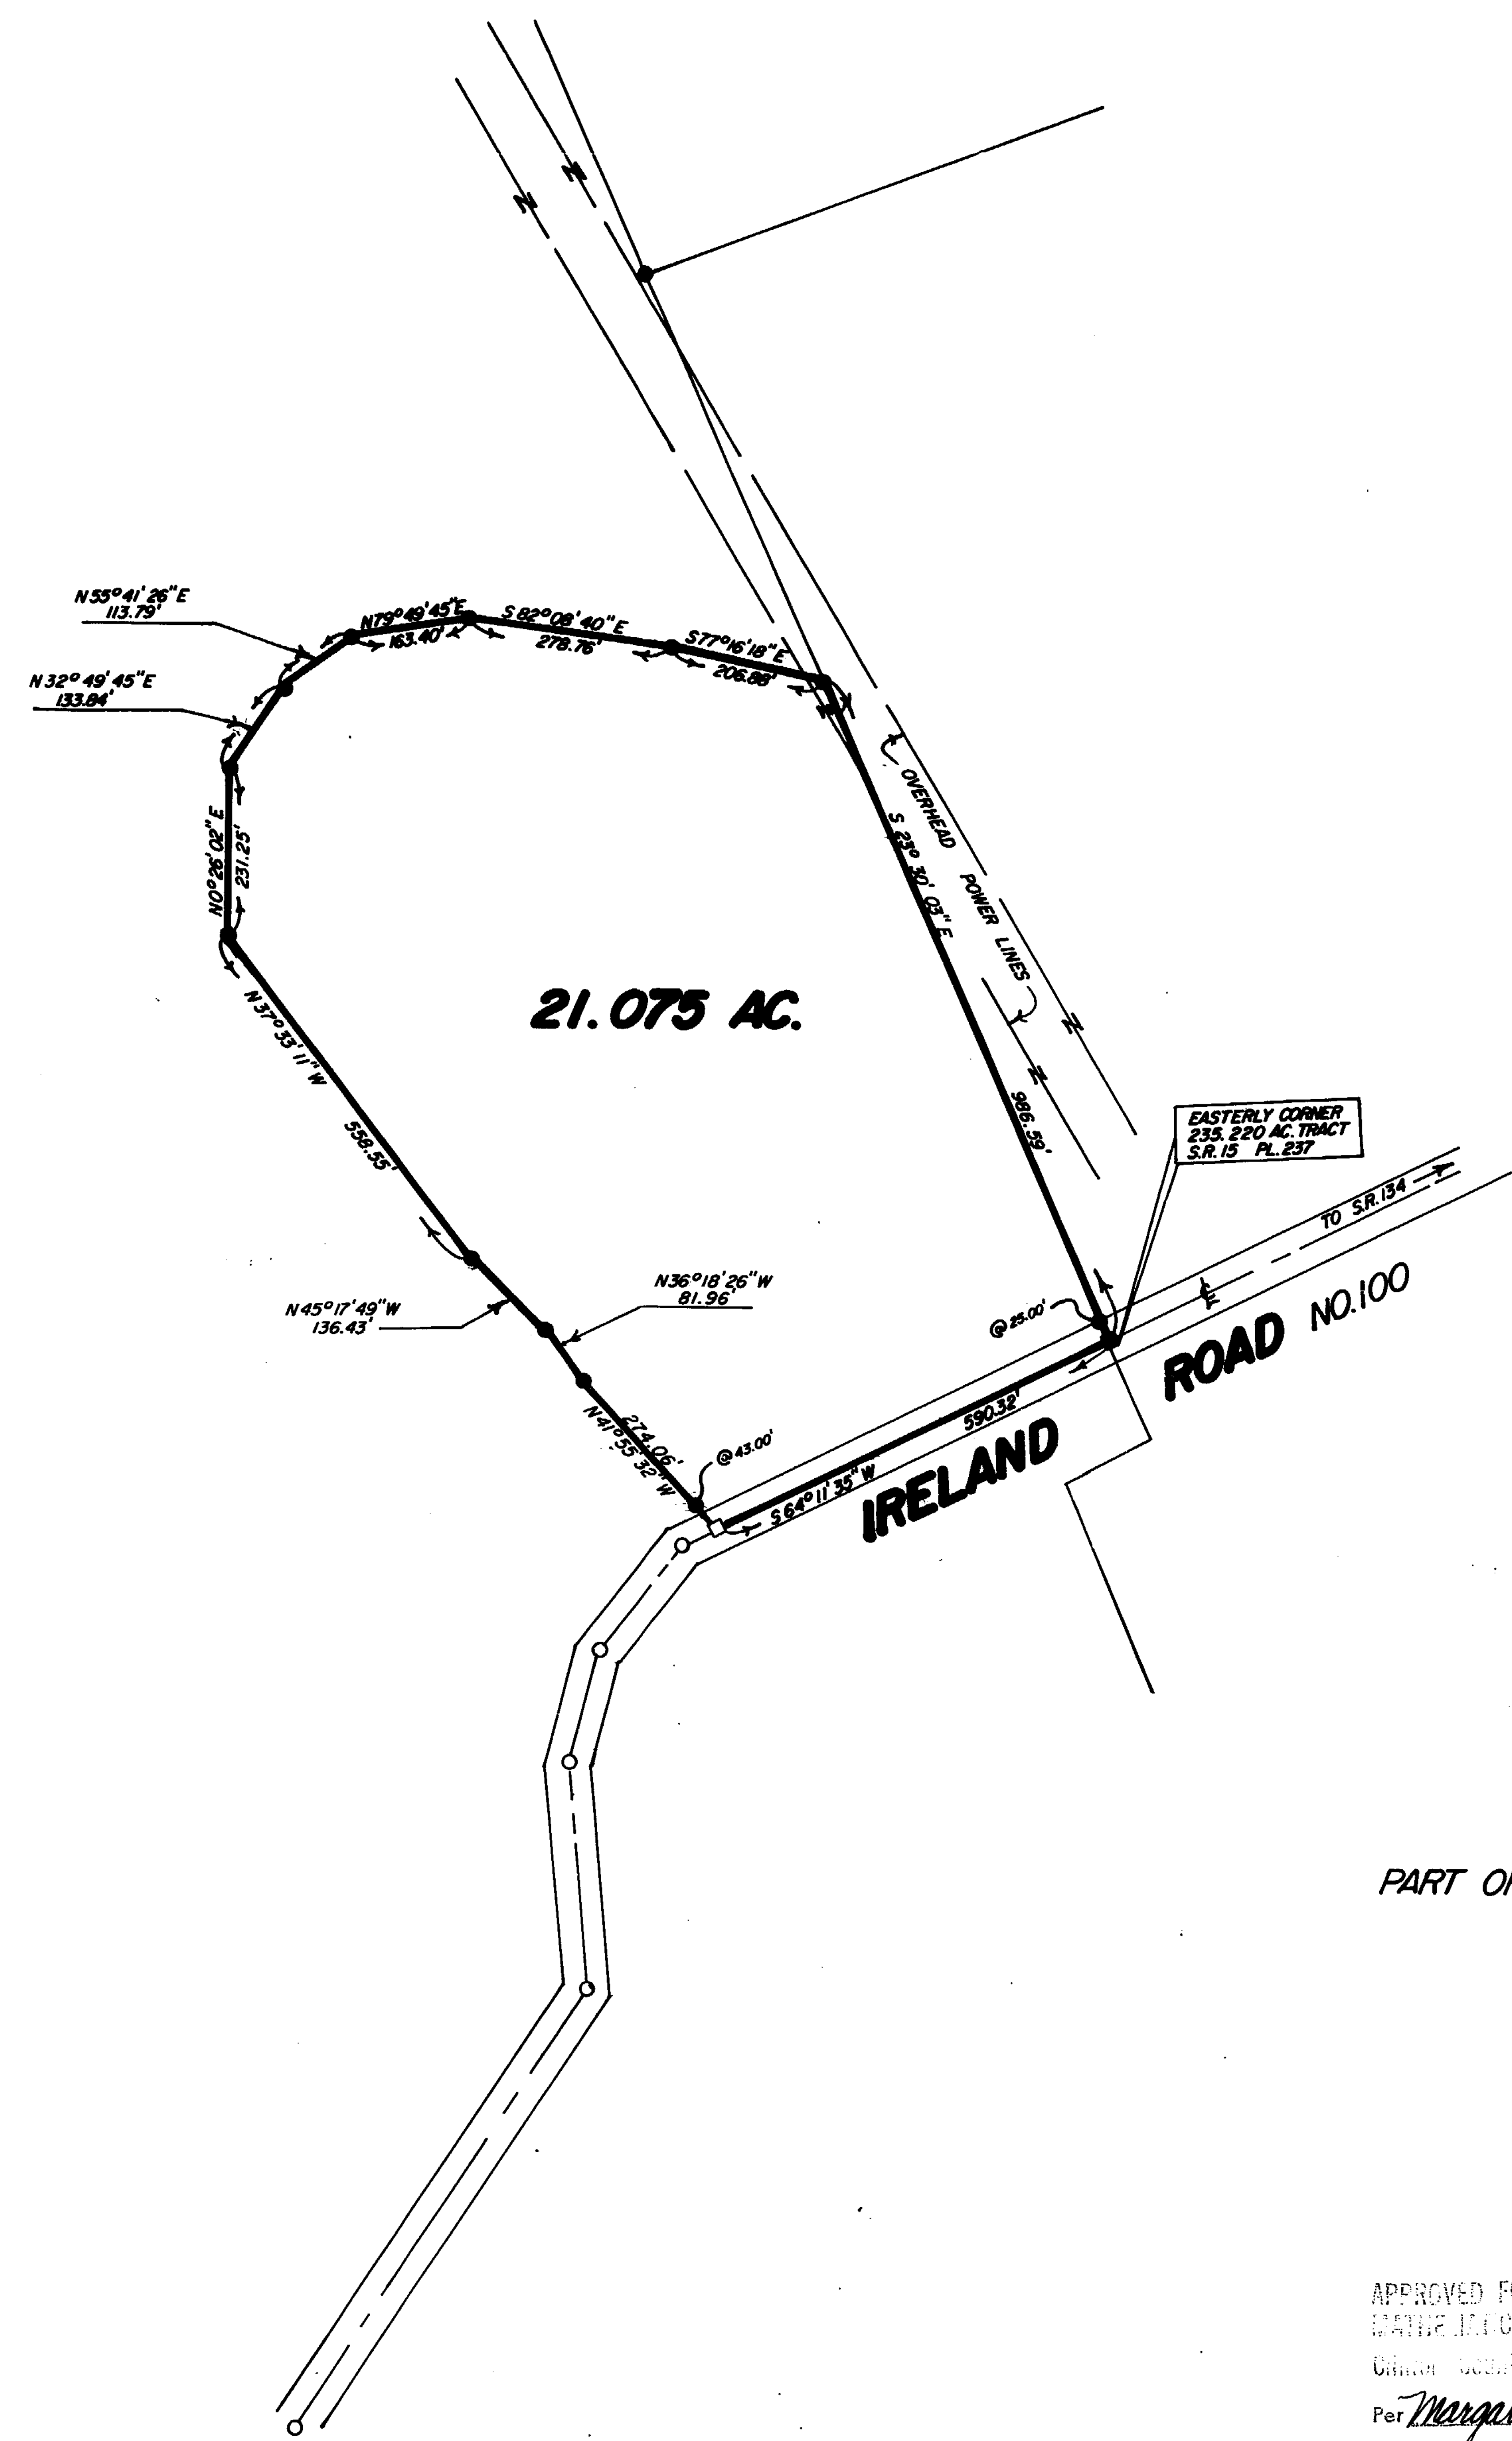 N55°41'26"E
113.79'
N79°49'45"E
163.40'
S82°08'40"E
278.76'
S77°16'18"E
206.88'
N32°49'45"E
133.84'
OVERHEAD POWER LINES
N0°26'02"E
231.25'
S 23° 30' 03" E
986.59'
21.075 AC.
N37°33'11"W
558.55'
EASTERLY CORNER
235.220 AC. TRACT
S.R. 15 PL. 237
TO S.R. 134
N36°18'26"W
81.96'
N45°17'49"W
136.43'
@ 25.00'
IRELAND ROAD NO. 100
590.32'
274.06'
N41°55'32"W
@ 43.00'
S64°11'35"W
PART
APPROVED
Per